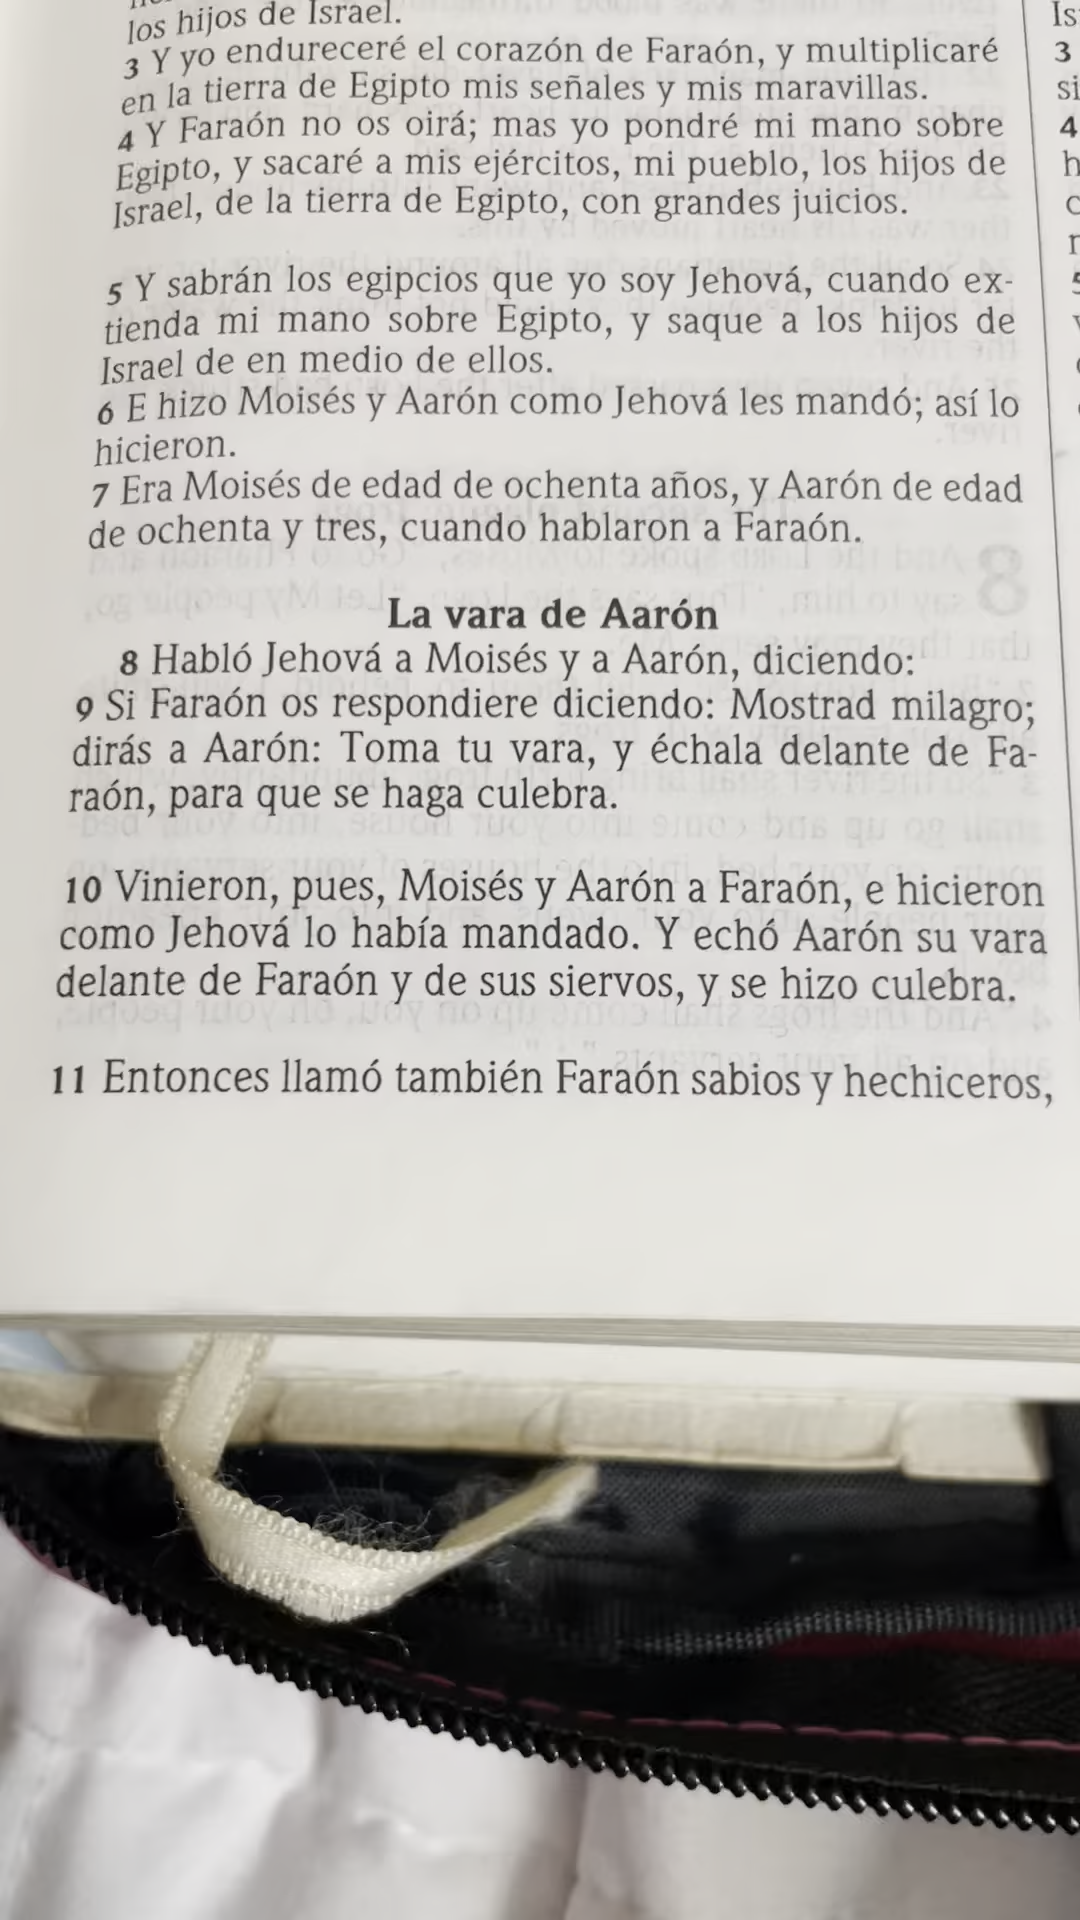 los hijos de Israel.
3 Y yo endureceré el corazón de Faraón, y multiplicaré
en la tierra de Egipto mis señales y mis maravillas.
4 Y Faraón no os oirá; mas yo pondré mi mano sobre
Egipto, y sacaré a mis ejércitos, mi pueblo, los hijos de
Israel, de la tierra de Egipto, con grandes juicios.
5 Y sabrán los egipcios que yo soy Jehová, cuando ex-
tienda mi mano sobre Egipto, y saque a los hijos de
Israel de en medio de ellos.
6 E hizo Moisés y Aarón como Jehová les mandó; así lo
hicieron.
7 Era Moisés de edad de ochenta años, y Aarón de edad
de ochenta y tres, cuando hablaron a Faraón.
La vara de Aarón
8 Habló Jehová a Moisés y a Aarón, diciendo:
9 Si Faraón os respondiere diciendo: Mostrad milagro;
dirás a Aarón: Toma tu vara, y échala delante de Fa-
raón, para que se haga culebra.
10 Vinieron, pues, Moisés y Aarón a Faraón, e hicieron
como Jehová lo había mandado. Y echó Aarón su vara
delante de Faraón y de sus siervos, y se hizo culebra.
11 Entonces llamó también Faraón sabios y hechiceros,
3
4